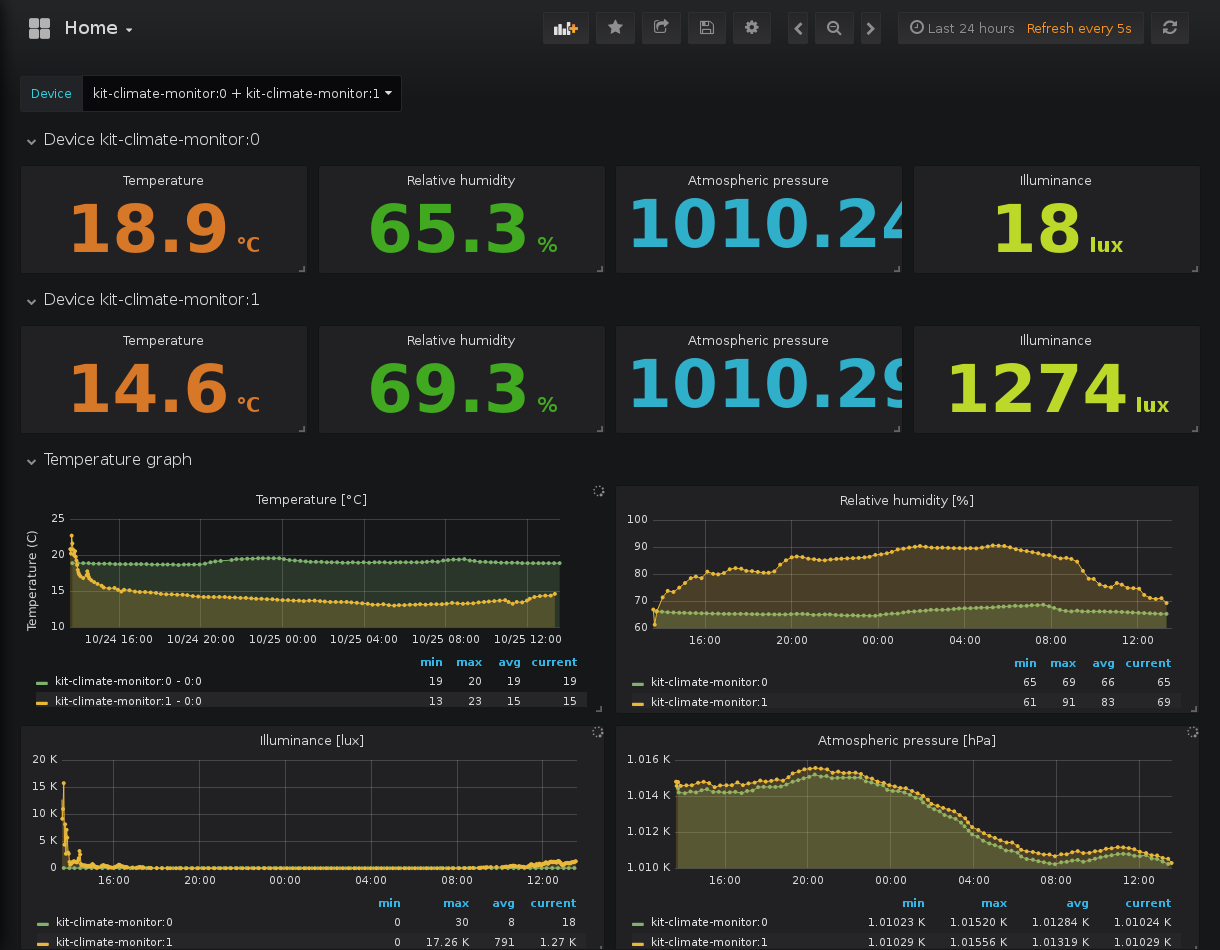 Home
Last 24 hours Refresh every 5s
Device kit-climate-monitor:0 + kit-climate-monitor:1
Device kit-climate-monitor:0
Temperature Relative humidity Atmospheric pressure Illuminance
18.9 °C 65.3 % 1010.24 18 lux
Device kit-climate-monitor:1
Temperature Relative humidity Atmospheric pressure Illuminance
14.6 °C 69.3 % 1010.29 1274 lux
Temperature graph
Temperature [°C]
Temperature (C)
25
20
15
10
10/24 16:00 10/24 20:00 10/25 00:00 10/25 04:00 10/25 08:00 10/25 12:00
min max avg current
kit-climate-monitor:0 - 0:0 19 20 19 19
kit-climate-monitor:1 - 0:0 13 23 15 15
Relative humidity [%]
100
90
80
70
60
16:00 20:00 00:00 04:00 08:00 12:00
min max avg current
kit-climate-monitor:0 65 69 66 65
kit-climate-monitor:1 61 91 83 69
Illuminance [lux]
20 K
15 K
10 K
5 K
0
16:00 20:00 00:00 04:00 08:00 12:00
min max avg current
kit-climate-monitor:0 0 30 8 18
kit-climate-monitor:1 0 17.26 K 791 1.27 K
Atmospheric pressure [hPa]
1.016 K
1.014 K
1.012 K
1.010 K
16:00 20:00 00:00 04:00 08:00 12:00
min max avg current
kit-climate-monitor:0 1.01023 K 1.01520 K 1.01284 K 1.01024 K
kit-climate-monitor:1 1.01029 K 1.01556 K 1.01319 K 1.01029 K